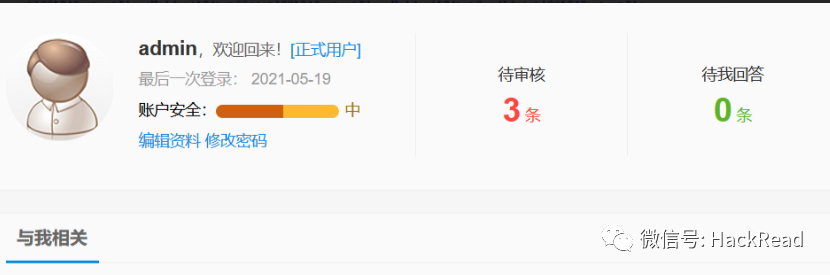 admin，欢迎回来！[正式用户]
最后一次登录： 2021-05-19
账户安全： 中
编辑资料 修改密码
待审核
3 条
待我回答
0 条
与我相关
微信号: HackRead